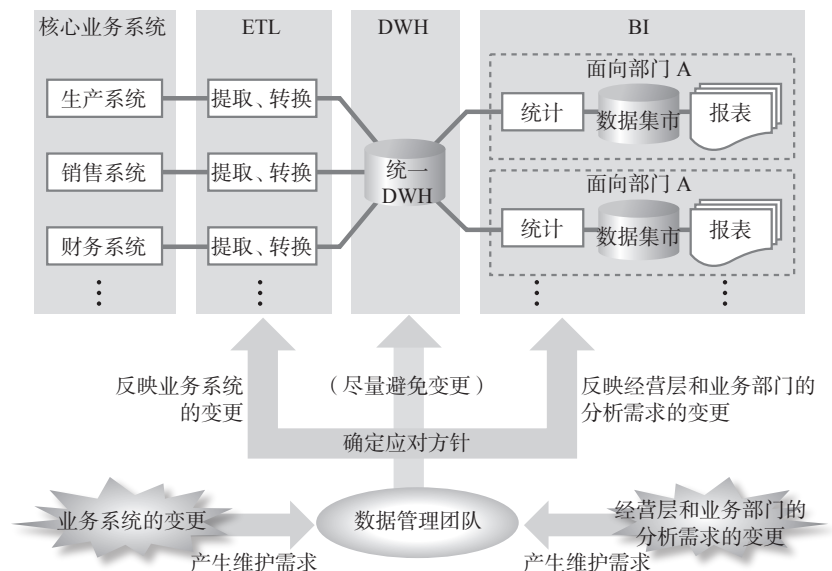 核心业务系统
ETL
DWH
BI
生产系统
提取、转换
销售系统
提取、转换
财务系统
提取、转换
统一
DWH
面向部门 A
统计
数据集市
报表
面向部门 A
统计
数据集市
报表
反映业务系统
的变更
（尽量避免变更）
反映经营层和业务部门的
分析需求的变更
确定应对方针
业务系统的变更
产生维护需求
数据管理团队
经营层和业务部门的
分析需求的变更
产生维护需求